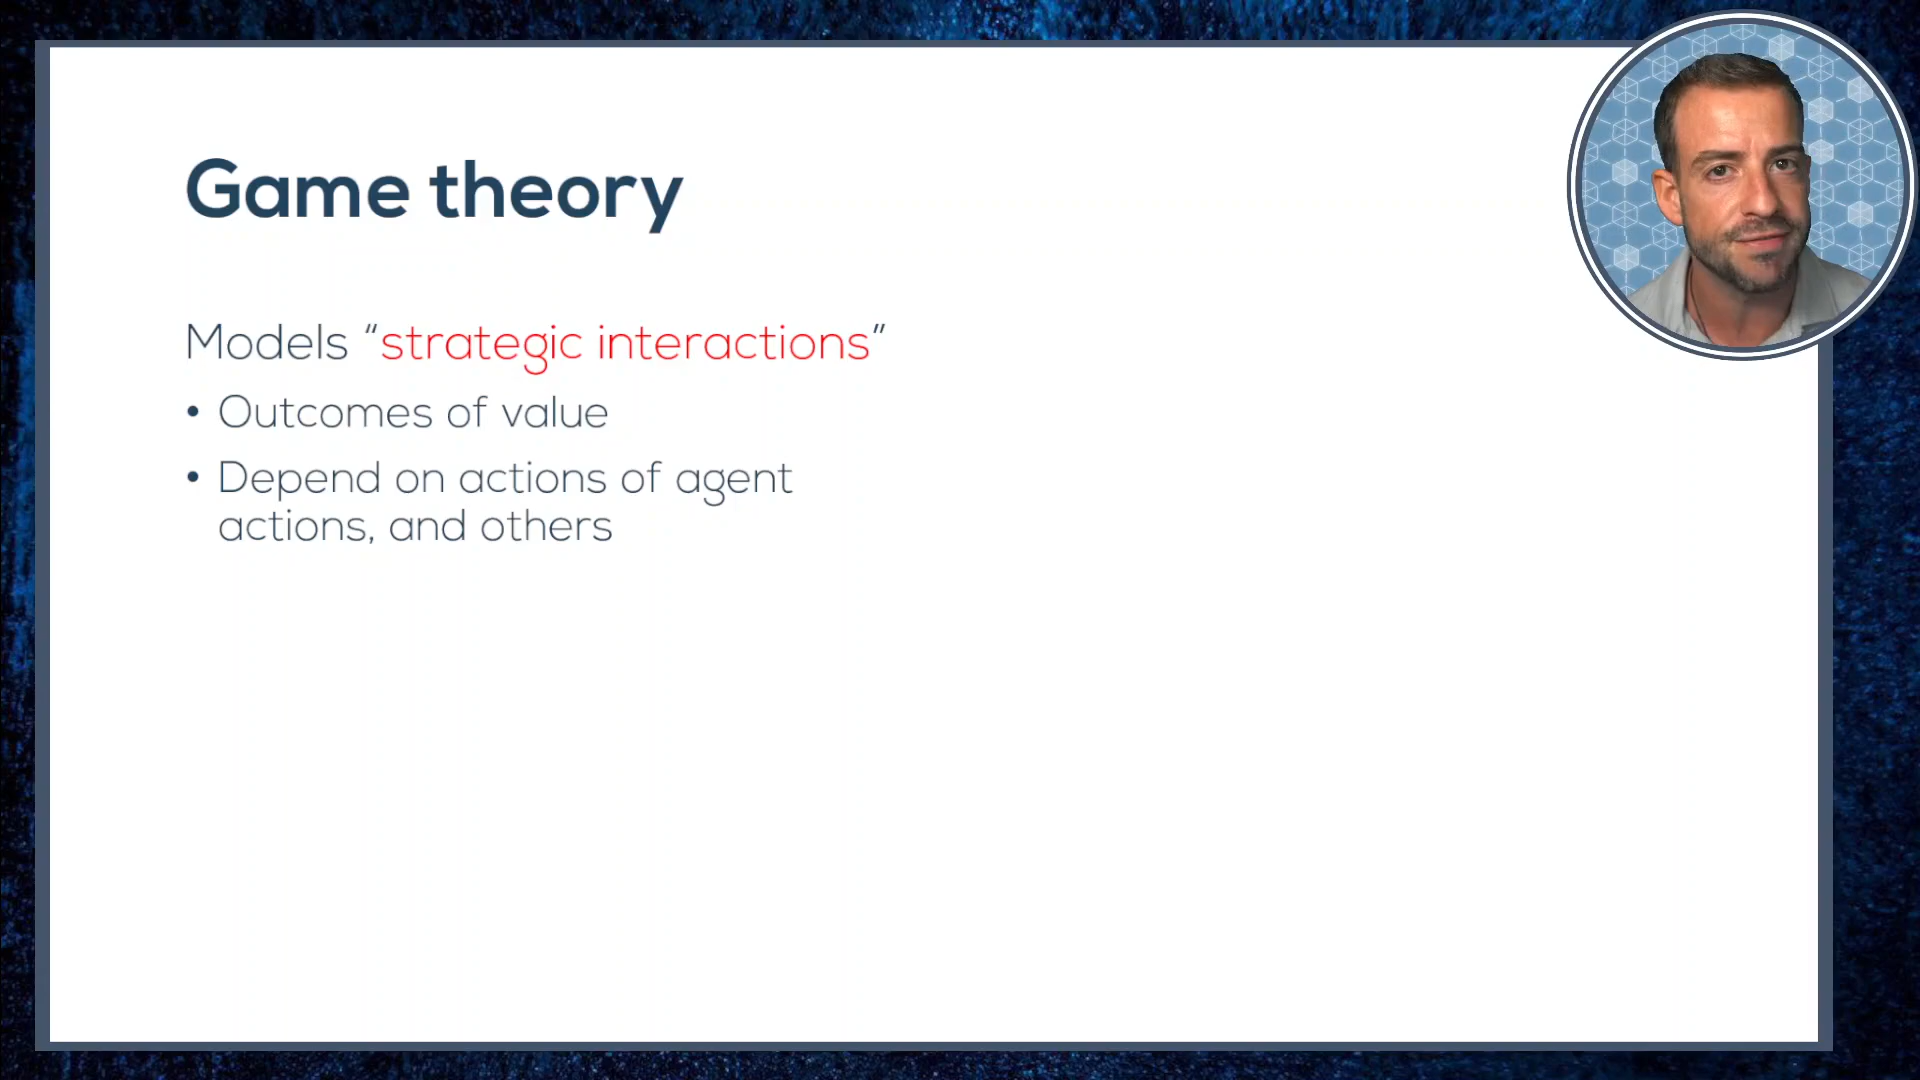 Game theory
Models “strategic interactions”
• Outcomes of value
• Depend on actions of agent
actions, and others